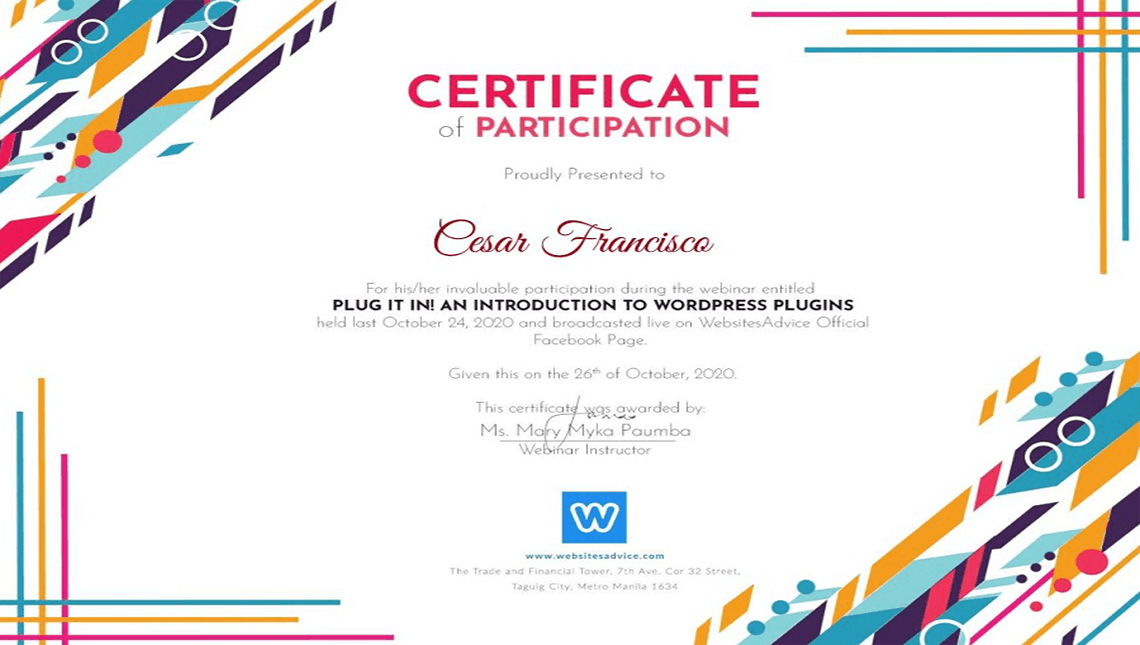 CERTIFICATE
of PARTICIPATION
Proudly Presented to
Cesar Francisco
For his/her invaluable participation during the webinar entitled
PLUG IT IN! AN INTRODUCTION TO WORDPRESS PLUGINS
held last October 24, 2020 and broadcasted live on WebsitesAdvice Official
Facebook Page.
Given this on the 26th of October, 2020.
This certificate was awarded by:
Ms. Mary Myka Paumba
Webinar Instructor
W
www.websitesadvice.com
The Trade and Financial Tower, 7th Ave. Cor 32 Street,
Taguig City, Metro Manila 1634